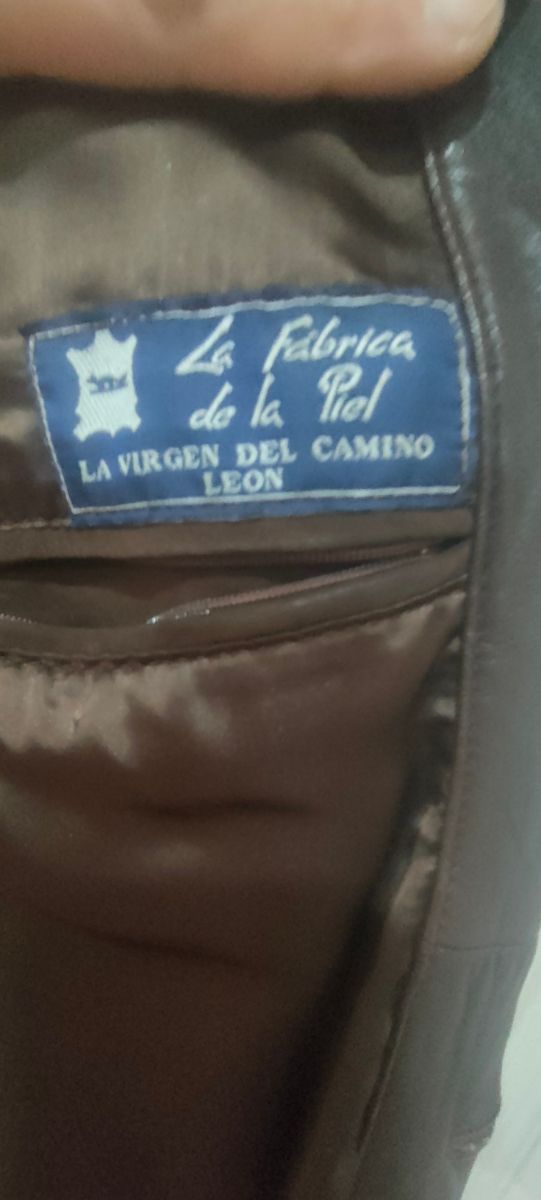 La Fabrica
de la Piel
LA VIRGEN DEL CAMINO
LEON